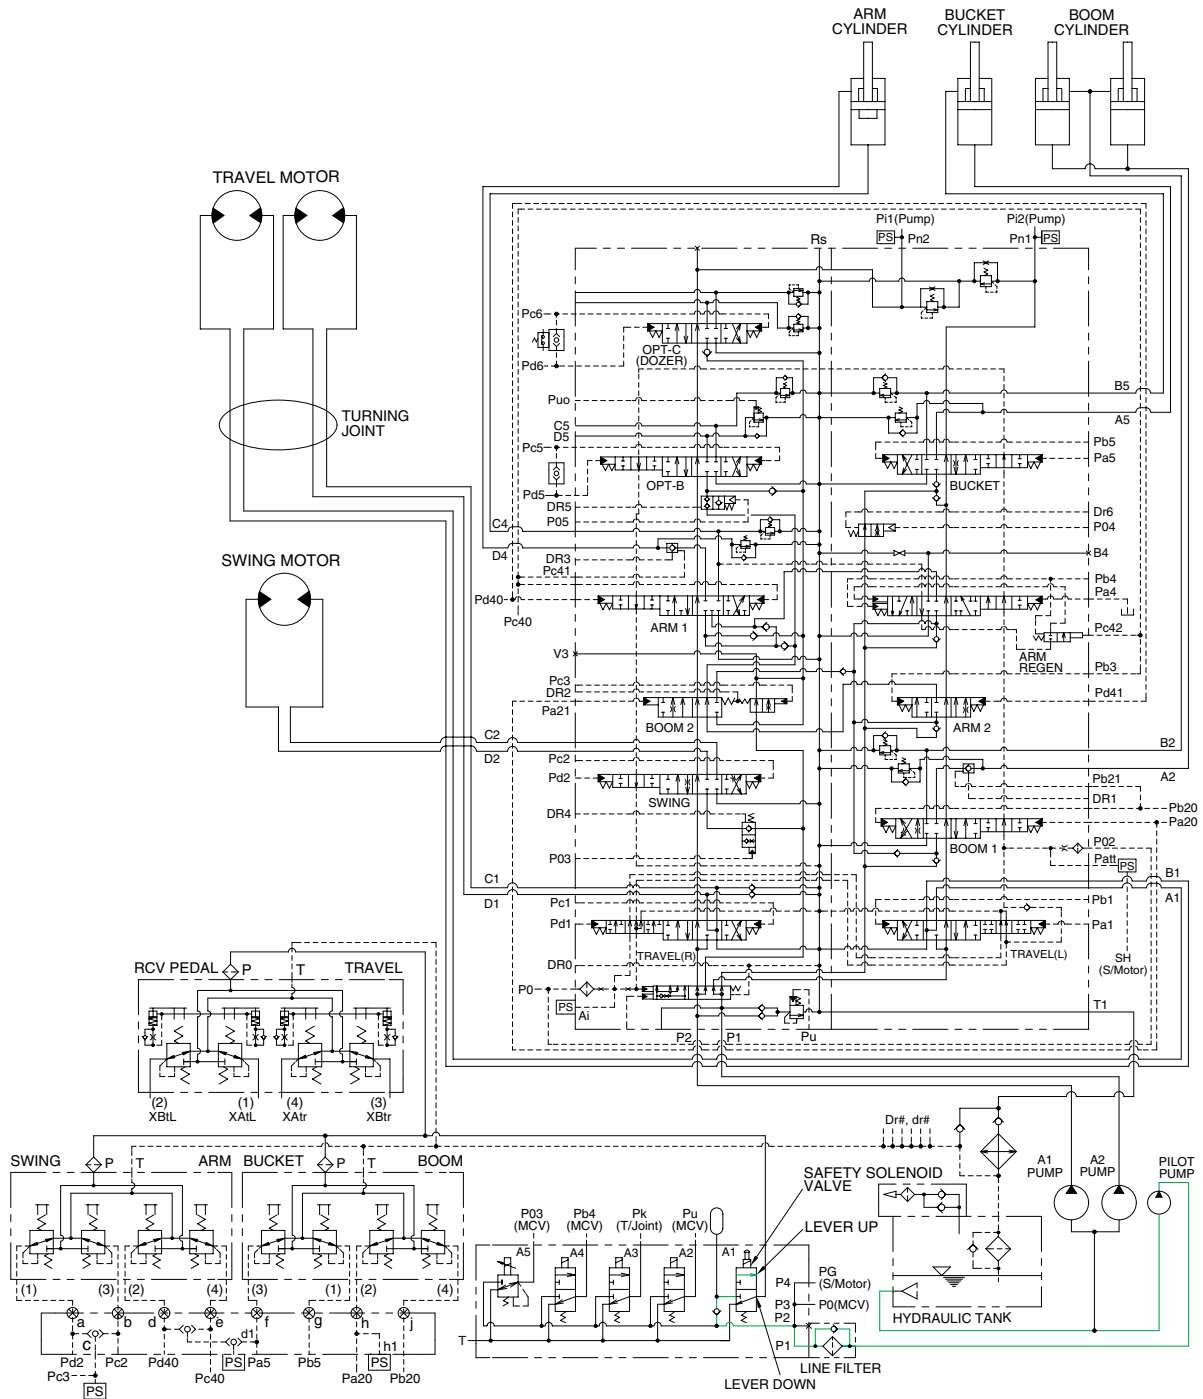 ARM
CYLINDER
BUCKET
CYLINDER
BOOM
CYLINDER
TRAVEL MOTOR
TURNING
JOINT
SWING MOTOR
Pi1(Pump)
Pi2(Pump)
PS
Pn2
Pn1
PS
Rs
Pc6
Pd6
OPT-C
(DOZER)
Puo
C5
D5
Pc5
Pd5
OPT-B
DR5
P05
C4
D4
DR3
Pc41
Pd40
Pc40
ARM 1
V3
Pc3
DR2
Pa21
BOOM 2
C2
D2
Pc2
Pd2
SWING
DR4
P03
C1
D1
Pc1
Pd1
TRAVEL(R)
DR0
P0
PS
Ai
P2
P1
Pu
B5
A5
Pb5
Pa5
BUCKET
Dr6
P04
B4
Pb4
Pa4
Pc42
ARM
REGEN
Pb3
Pd41
ARM 2
B2
A2
Pb21
DR1
Pb20
Pa20
BOOM 1
P02
Patt
PS
B1
A1
Pb1
Pa1
TRAVEL(L)
SH
(S/Motor)
T1
RCV PEDAL
P
T
TRAVEL
(2)
XBtL
(1)
XAtL
(4)
XAtr
(3)
XBtr
SWING
P
T
ARM
BUCKET
P
T
BOOM
(1)
(3)
(2)
(4)
(3)
(1)
(2)
(4)
a
b
d
e
f
g
h
j
c
d1
h1
Pd2
Pc2
Pd40
PS
Pa5
Pb5
PS
Pc3
PS
Pc40
Pa20
Pb20
Dr#, dr#
A1
PUMP
A2
PUMP
PILOT
PUMP
SAFETY SOLENOID
VALVE
LEVER UP
P03
(MCV)
Pb4
(MCV)
Pk
(T/Joint)
Pu
(MCV)
A5
A4
A3
A2
A1
P4
PG
(S/Motor)
P3
P0(MCV)
P2
P1
T
LINE FILTER
LEVER DOWN
HYDRAULIC TANK